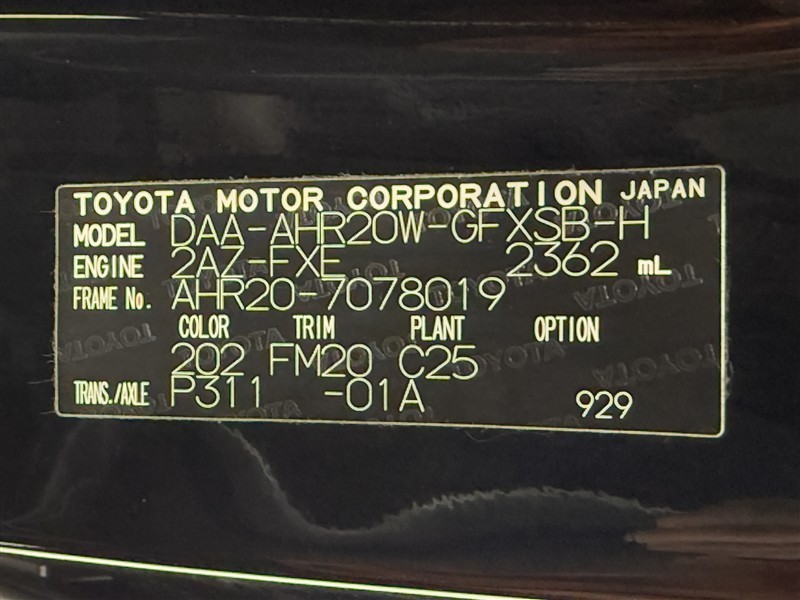 TOYOTA MOTOR CORPORATION JAPAN
MODEL DAA-AHR20W-GFXSB-H
ENGINE 2AZ-FXE 2362 mL
FRAME No. AHR20-7078019
COLOR TRIM PLANT OPTION
202 FM20 C25
TRANS./AXLE P311 -01A 929